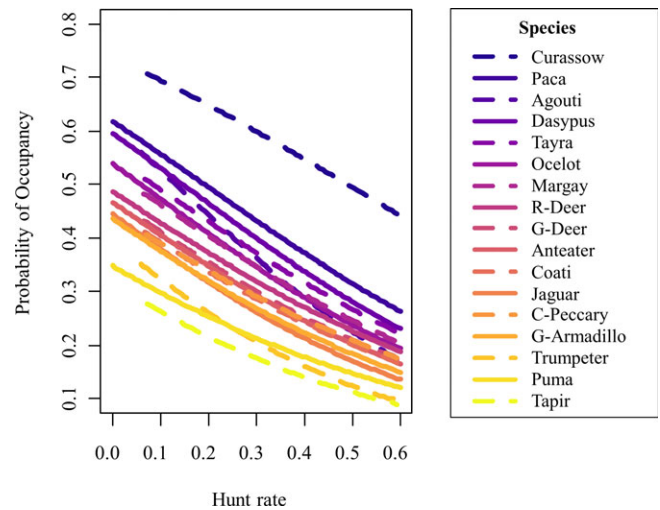 Probability of Occupancy
0.8
0.7
0.6
0.5
0.4
0.3
0.2
0.1
0.0 0.1 0.2 0.3 0.4 0.5 0.6
Hunt rate
Species
Curassow
Paca
Agouti
Dasypus
Tayra
Ocelot
Margay
R-Deer
G-Deer
Anteater
Coati
Jaguar
C-Peccary
G-Armadillo
Trumpeter
Puma
Tapir